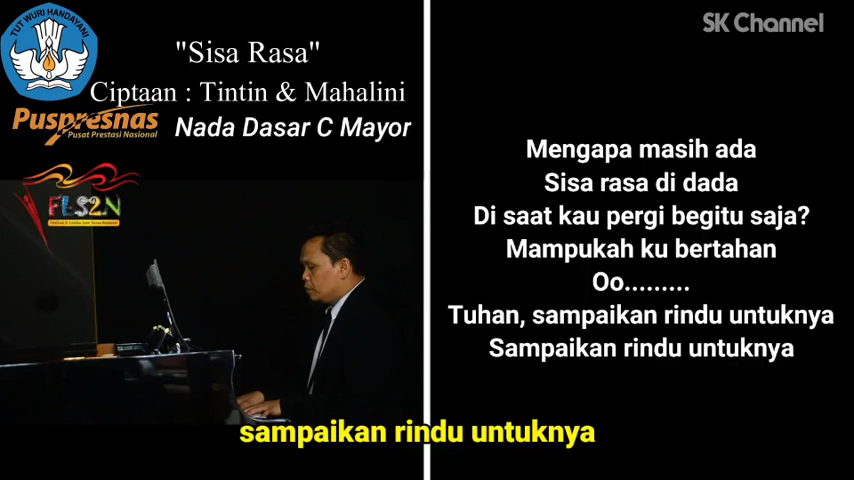 TUT WURI HANDAYANI
"Sisa Rasa"
Ciptaan : Tintin & Mahalini
Puspresnas
Pusat Prestasi Nasional
Nada Dasar C Mayor
FLS2N
SK Channel
Mengapa masih ada
Sisa rasa di dada
Di saat kau pergi begitu saja?
Mampukah ku bertahan
Oo.........
Tuhan, sampaikan rindu untuknya
Sampaikan rindu untuknya
sampaikan rindu untuknya